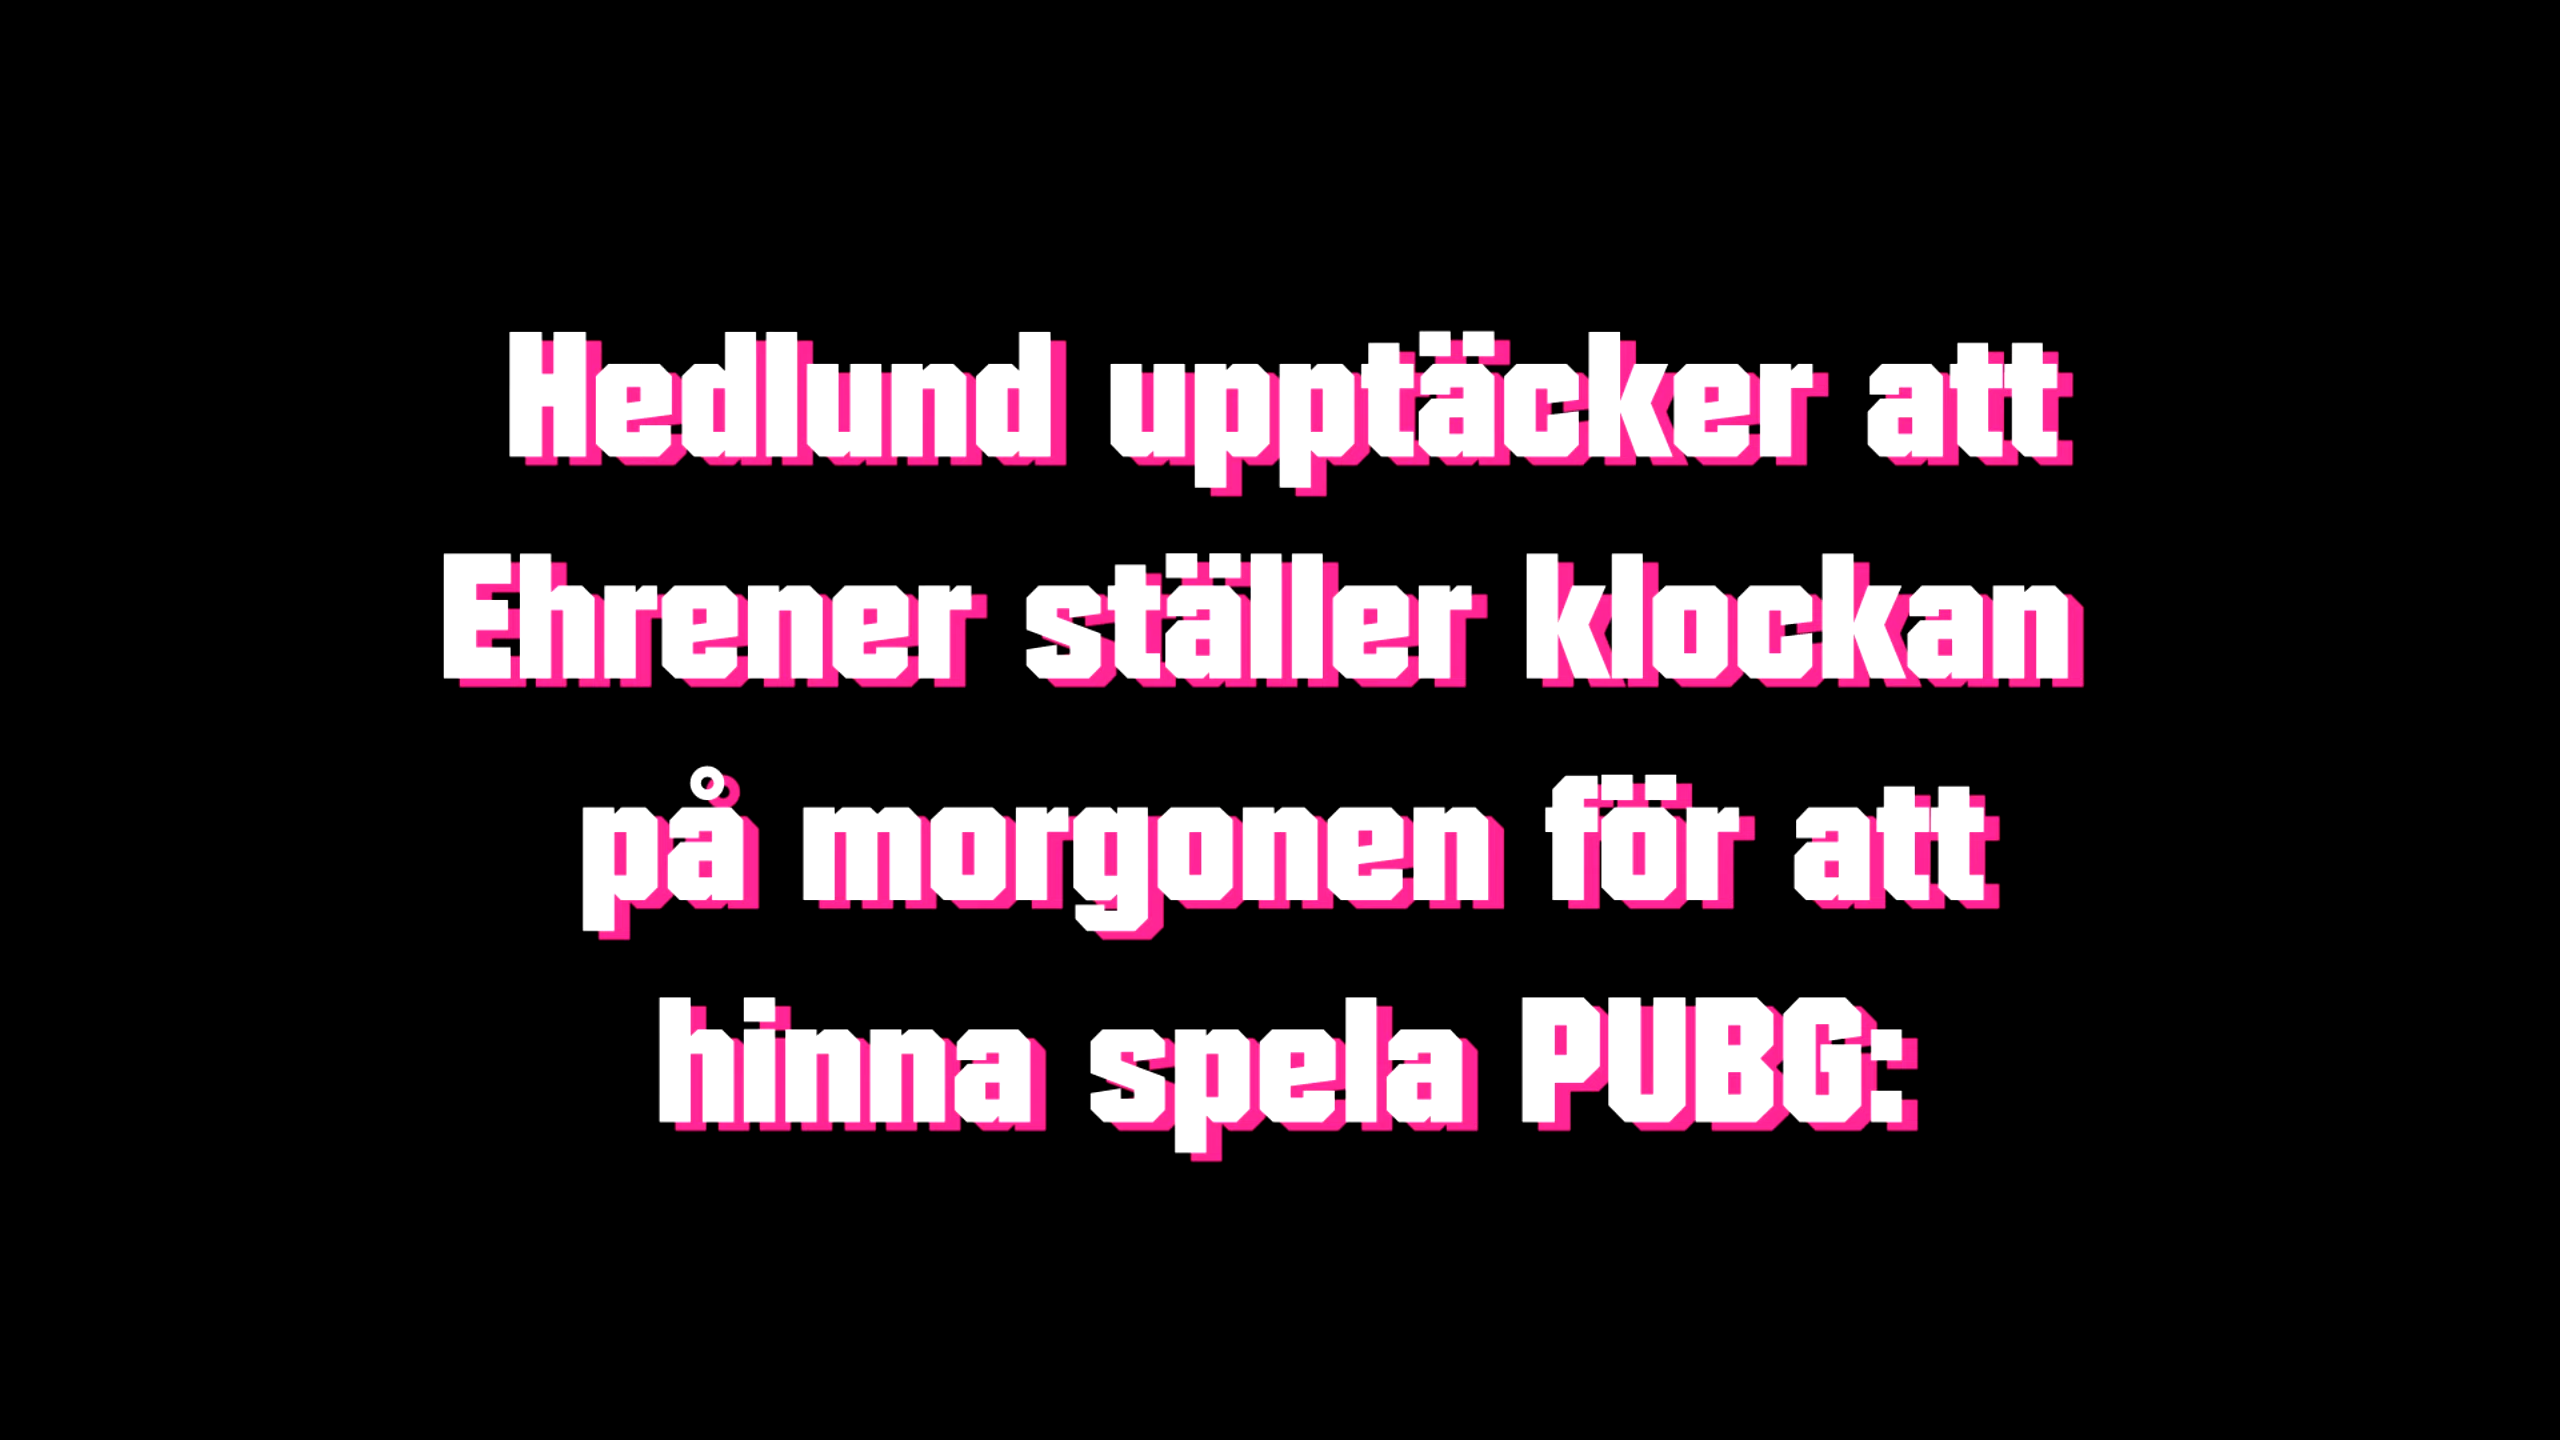 Hedlund upptäcker att
Ehrener ställer klockan
på morgonen för att
hinna spela PUBG: